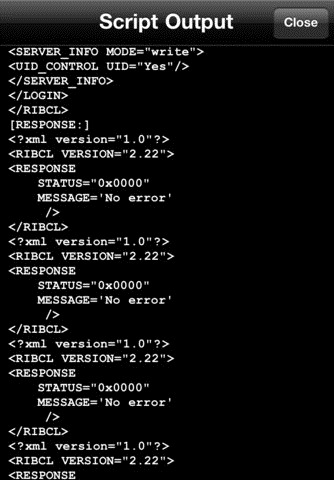 Script Output
Close
<SERVER_INFO MODE="write">
<UID_CONTROL UID="Yes"/>
</SERVER_INFO>
</LOGIN>
</RIBCL>
[RESPONSE:]
<?xml version="1.0"?>
<RIBCL VERSION="2.22">
<RESPONSE
STATUS="0x0000"
MESSAGE='No error'
/>
</RIBCL>
<?xml version="1.0"?>
<RIBCL VERSION="2.22">
<RESPONSE
STATUS="0x0000"
MESSAGE='No error'
/>
</RIBCL>
<?xml version="1.0"?>
<RIBCL VERSION="2.22">
<RESPONSE
STATUS="0x0000"
MESSAGE='No error'
/>
</RIBCL>
<?xml version="1.0"?>
<RIBCL VERSION="2.22">
<RESPONSE